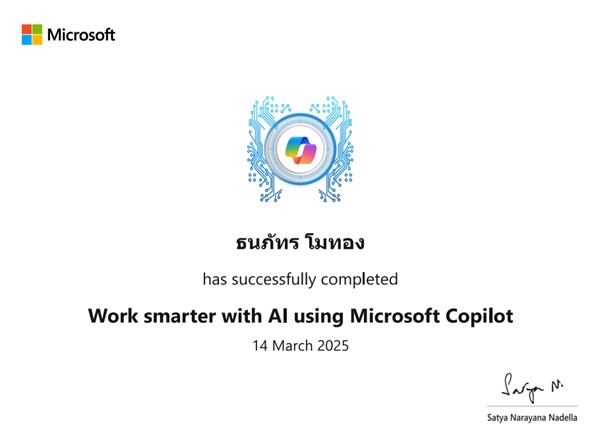 Microsoft
ธนภัทร โมทอง
has successfully completed
Work smarter with AI using Microsoft Copilot
14 March 2025
Satya N.
Satya Narayana Nadella